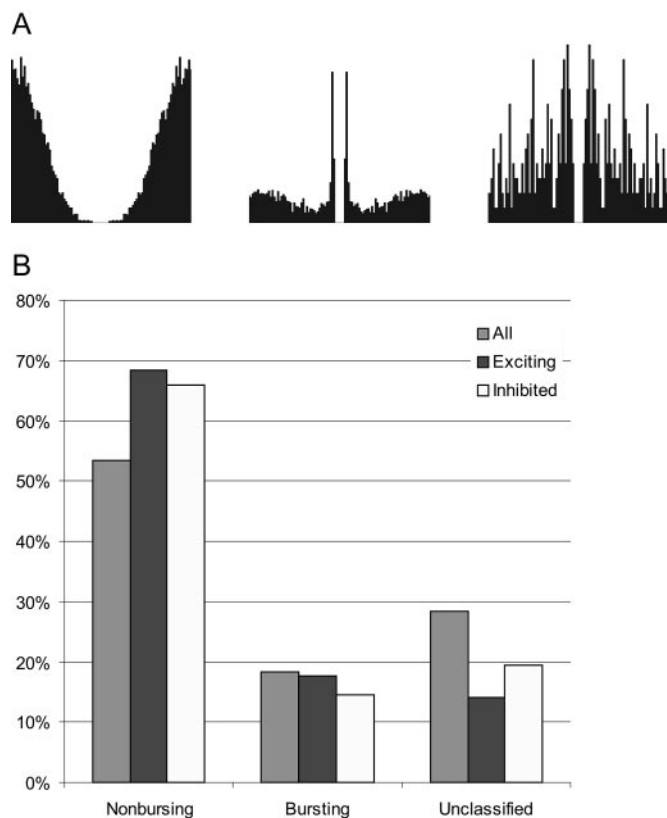 A
B
80%
70%
60%
50%
40%
30%
20%
10%
0%
All
Exciting
Inhibited
Nonbursing
Bursting
Unclassified